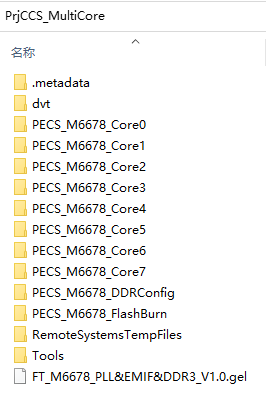 PrjCCS_MultiCore
名称
.metadata
dvt
PECS_M6678_Core0
PECS_M6678_Core1
PECS_M6678_Core2
PECS_M6678_Core3
PECS_M6678_Core4
PECS_M6678_Core5
PECS_M6678_Core6
PECS_M6678_Core7
PECS_M6678_DDRConfig
PECS_M6678_FlashBurn
RemoteSystemsTempFiles
Tools
FT_M6678_PLL&EMIF&DDR3_V1.0.gel